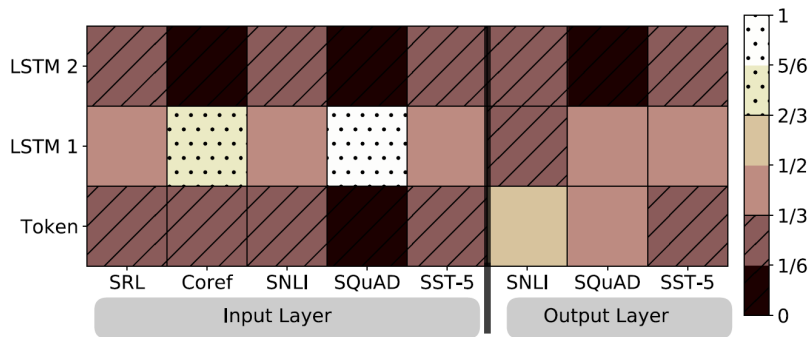 1
LSTM 2
5/6
2/3
LSTM 1
1/2
1/3
Token
1/6
SRL Coref SNLI SQuAD SST-5 SNLI SQuAD SST-5
0
Input Layer Output Layer